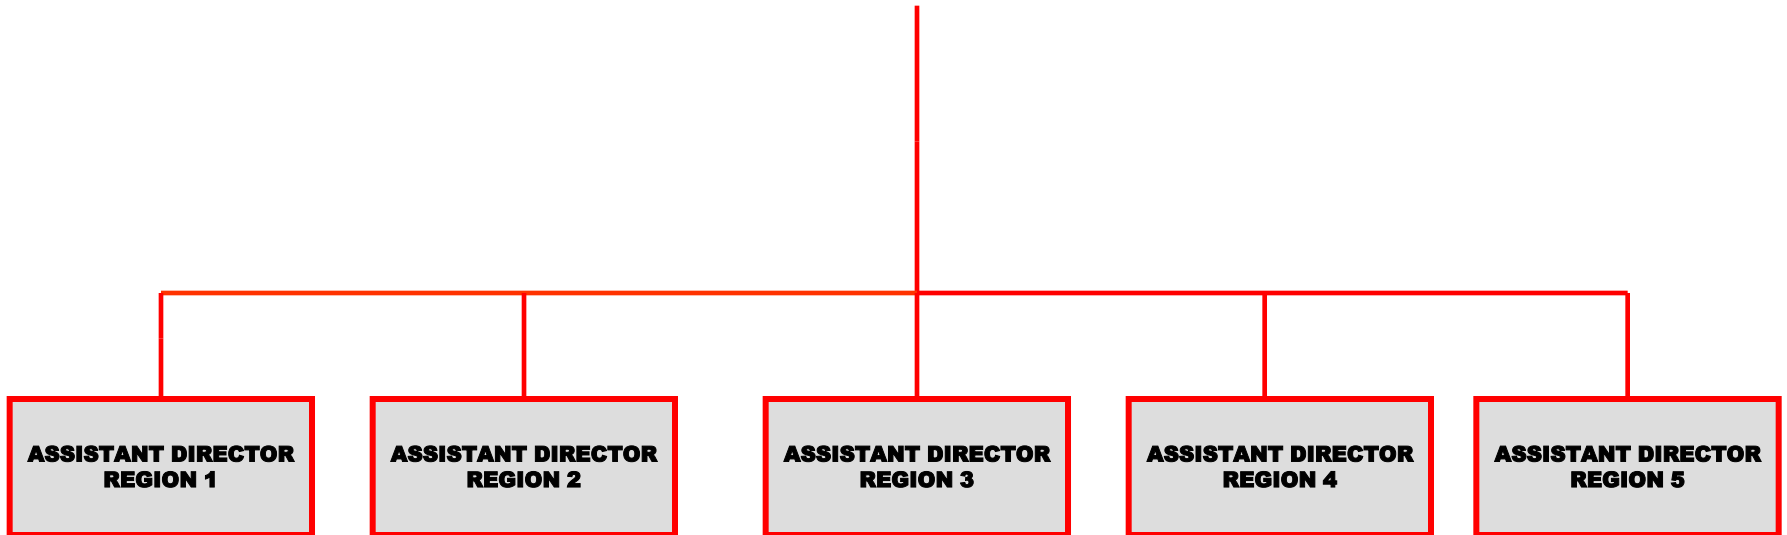 ASSISTANT DIRECTOR
REGION 1
ASSISTANT DIRECTOR
REGION 2
ASSISTANT DIRECTOR
REGION 3
ASSISTANT DIRECTOR
REGION 4
ASSISTANT DIRECTOR
REGION 5